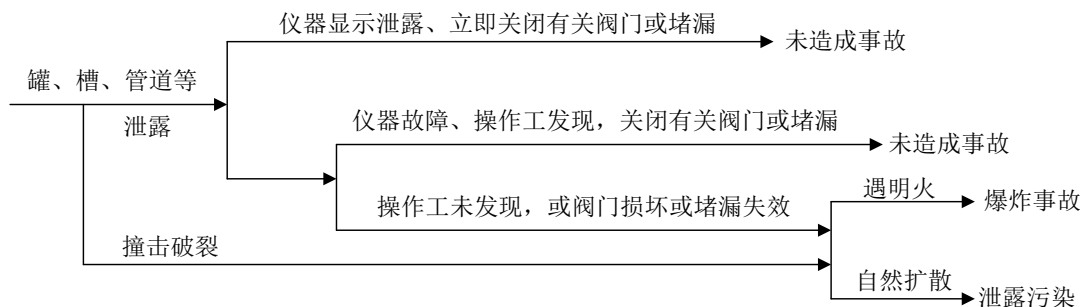 仪器显示泄露、立即关闭有关阀门或堵漏
未造成事故
罐、槽、管道等
泄露
仪器故障、操作工发现，关闭有关阀门或堵漏
未造成事故
遇明火
爆炸事故
操作工未发现，或阀门损坏或堵漏失效
撞击破裂
自然扩散
泄露污染